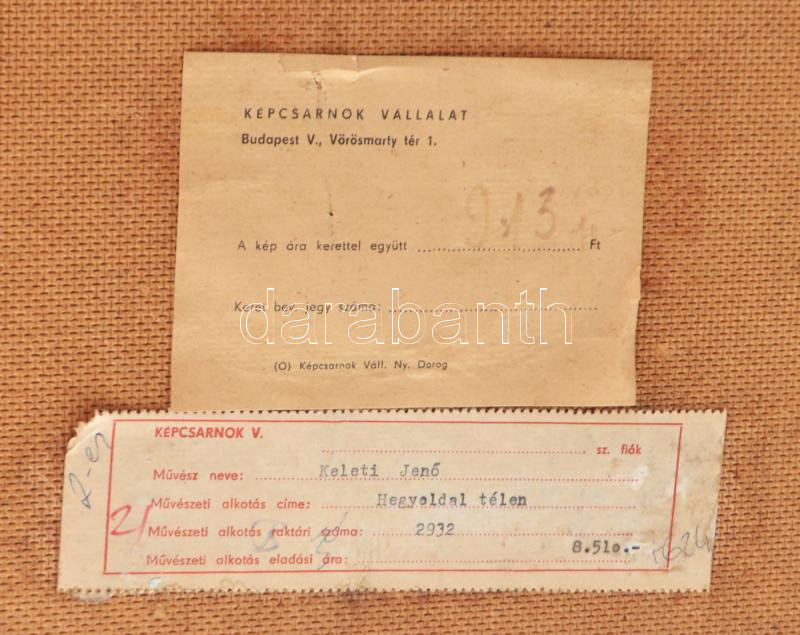 KÉPCSARNOK VÁLLALAT
Budapest V., Vörösmarty tér 1.
A kép ára kerettel együtt ........ Ft
Keret bev. jegy száma: ........
darabanth
(O) Képcsarnok Váll. Ny. Dorog
KÉPCSARNOK V.
........ sz. fiók
Művész neve: Keleti Jenő
Művészeti alkotás címe: Hegyoldal télen
21 Művészeti alkotás raktári száma: 2932
Művészeti alkotás eladási ára: 8.510.-